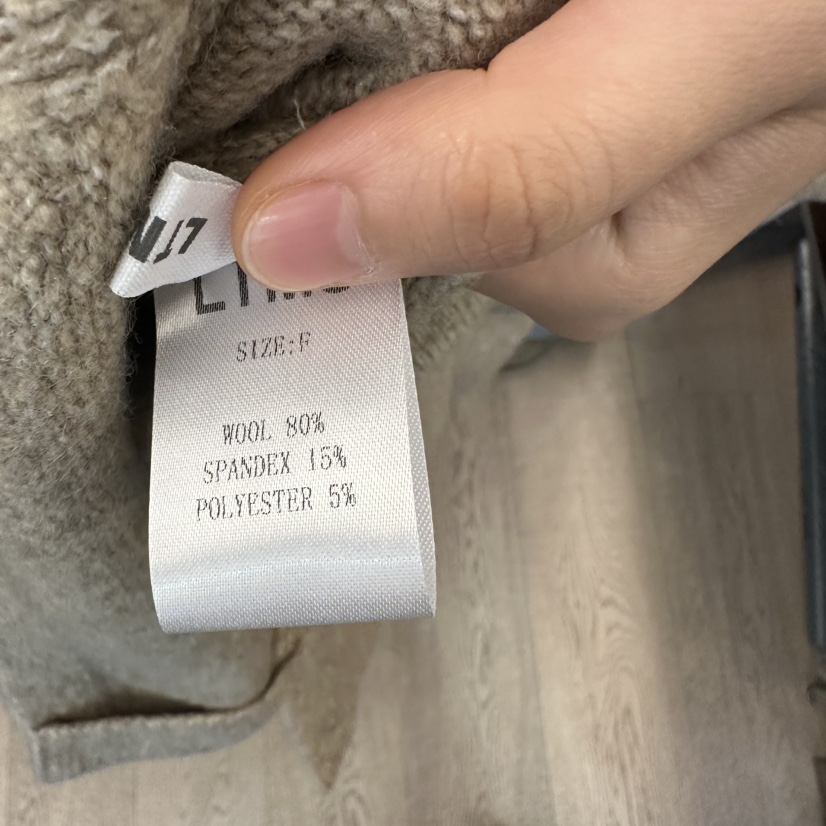 SIZE:F
WOOL 80%
SPANDEX 15%
POLYESTER 5%